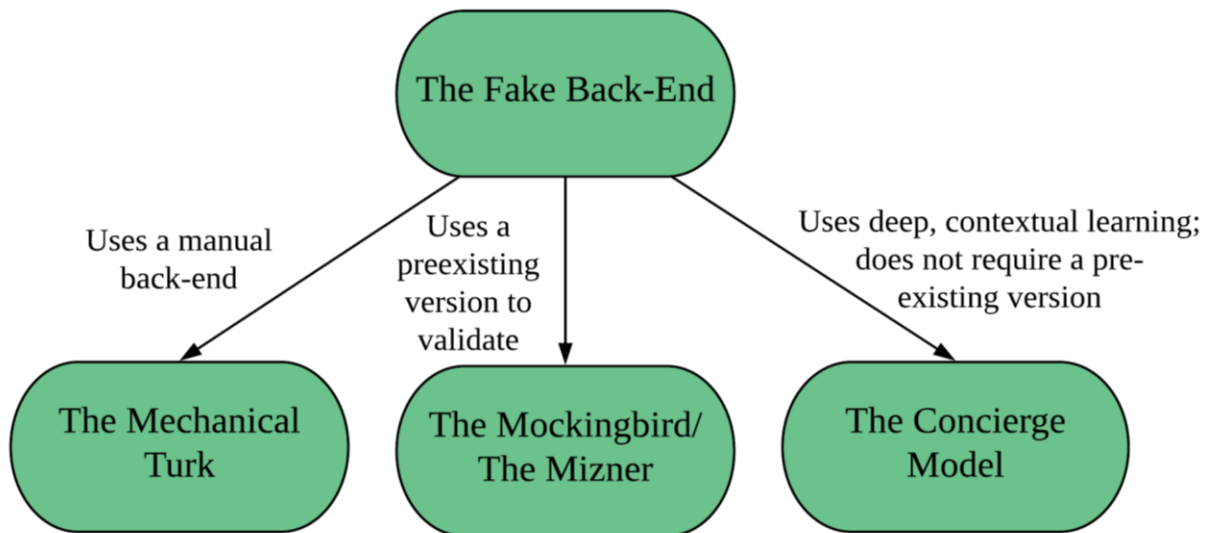 The Fake Back-End
Uses a manual
back-end
Uses a
preexisting
version to
validate
Uses deep, contextual learning;
does not require a pre-
existing version
The Mechanical
Turk
The Mockingbird/
The Mizner
The Concierge
Model